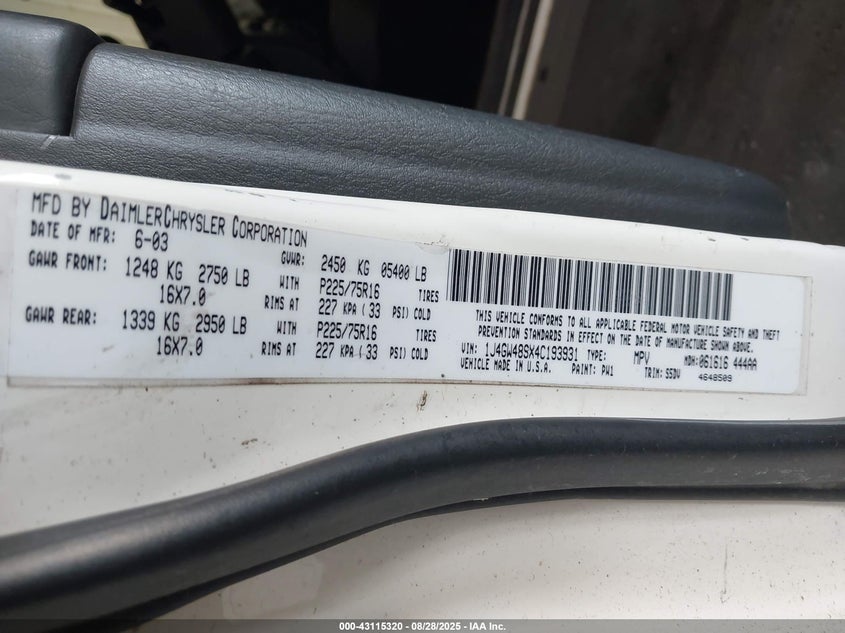 MFD BY DAIMLERCHRYSLER CORPORATION
DATE OF MFR: 6-03 GVWR: 2450 KG 05400 LB
GAWR FRONT: 1248 KG 2750 LB WITH P225/75R16 TIRES
16X7.0 RIMS AT 227 KPA ( 33 PSI) COLD
GAWR REAR: 1339 KG 2950 LB WITH P225/75R16 TIRES
16X7.0 RIMS AT 227 KPA ( 33 PSI) COLD
THIS VEHICLE CONFORMS TO ALL APPLICABLE FEDERAL MOTOR VEHICLE SAFETY AND THEFT
PREVENTION STANDARDS IN EFFECT ON THE DATE OF MANUFACTURE SHOWN ABOVE.
VIN: 1J4GW48SX4C193931 TYPE: MPV MDH: 061616 444AA
VEHICLE MADE IN U.S.A. PAINT: PW1 TRIM: S5DV 4648509
000-43115320 | 08/28/2025 - IAA Inc.